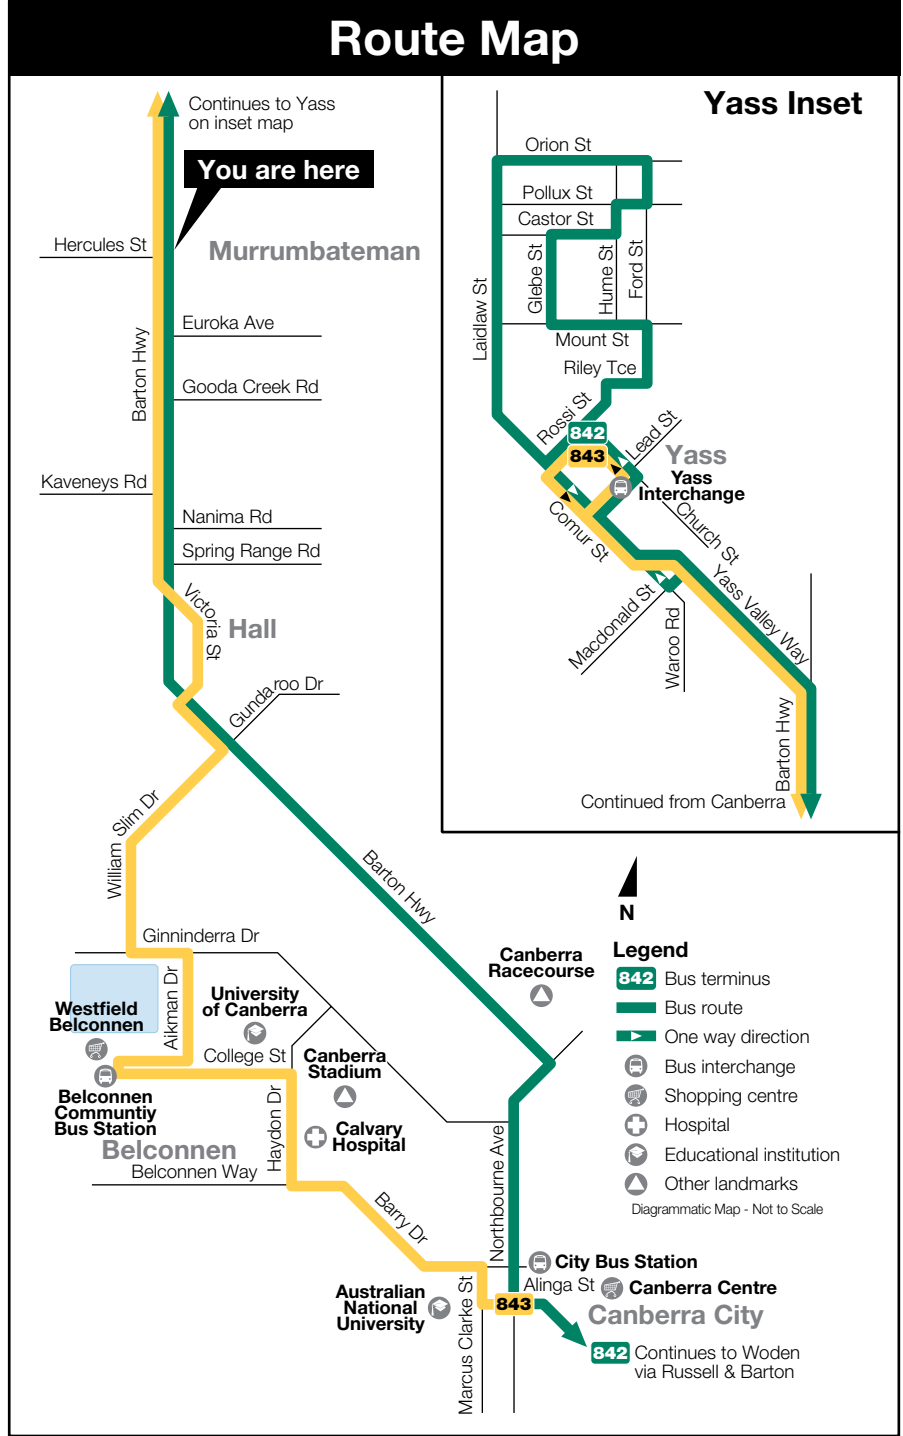 Route Map
Continues to Yass
on inset map
You are here
Hercules St
Murrumbateman
Euroka Ave
Barton Hwy
Gooda Creek Rd
Kaveneys Rd
Nanima Rd
Spring Range Rd
Victoria St
Hall
Gundaroo Dr
William Slim Dr
Barton Hwy
Ginninderra Dr
Aikman Dr
Westfield
Belconnen
University
of Canberra
College St
Canberra
Stadium
Belconnen
Communtiy
Bus Station
Haydon Dr
Calvary
Hospital
Belconnen
Belconnen Way
Barry Dr
Canberra
Racecourse
Northbourne Ave
Australian
National
University
Marcus Clarke St
City Bus Station
Alinga St
Canberra Centre
843
Canberra City
842 Continues to Woden
via Russell & Barton
Yass Inset
Orion St
Pollux St
Castor St
Glebe St
Hume St
Ford St
Laidlaw St
Mount St
Riley Tce
Rossi St
842
843
Lead St
Yass
Yass
Interchange
Comur St
Church St
Macdonald St
Waroo Rd
Yass Valley Way
Barton Hwy
Continued from Canberra
N
Legend
842 Bus terminus
Bus route
One way direction
Bus interchange
Shopping centre
Hospital
Educational institution
Other landmarks
Diagrammatic Map - Not to Scale